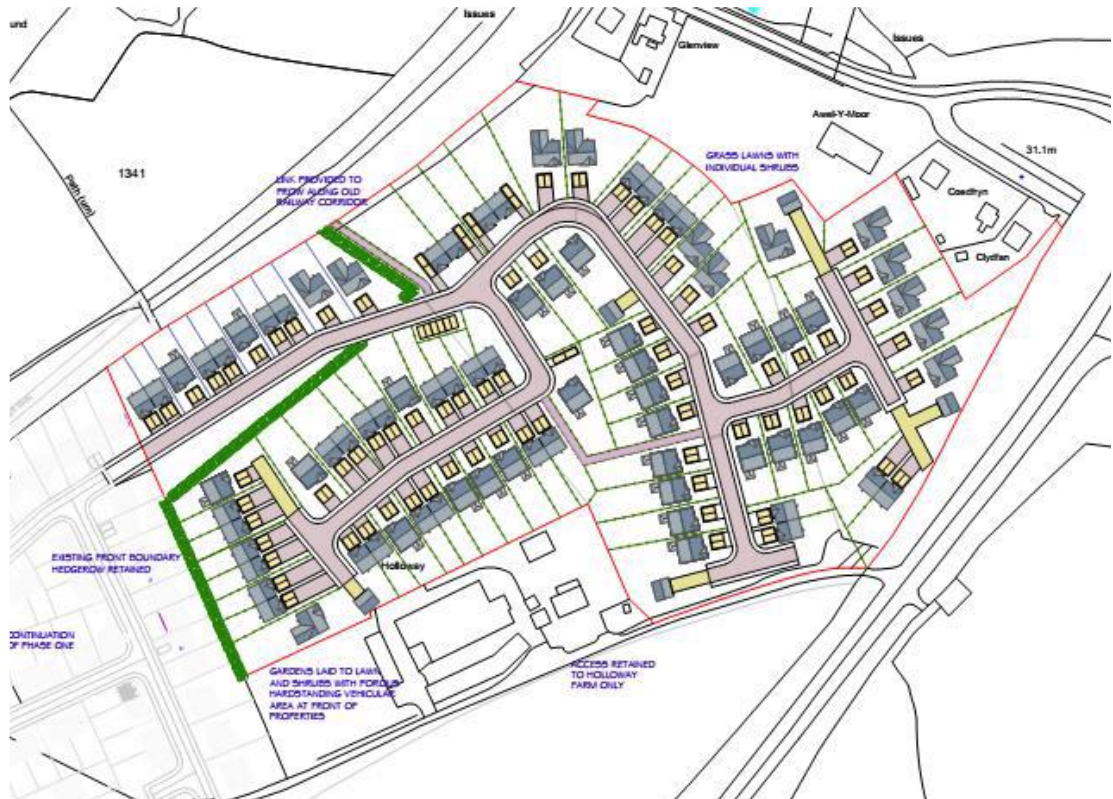 und
Issues
Glenview
Issues
Awel-Y-Moor
31.1m
GRASS LAWNS WITH
INDIVIDUAL SHRUBS
1341
Path (um)
LINK PROVIDED TO
PROW ALONG OLD
RAILWAY CORRIDOR
Coedhyn
Clydfan
EXISTING FRONT BOUNDARY
HEDGEROW RETAINED
Holloway
CONTINUATION
OF PHASE ONE
GARDENS LAID TO LAWN
AND SHRUBS WITH POROUS
HARDSTANDING VEHICULAR
AREA AT FRONT OF
PROPERTIES
ACCESS RETAINED
TO HOLLOWAY
FARM ONLY